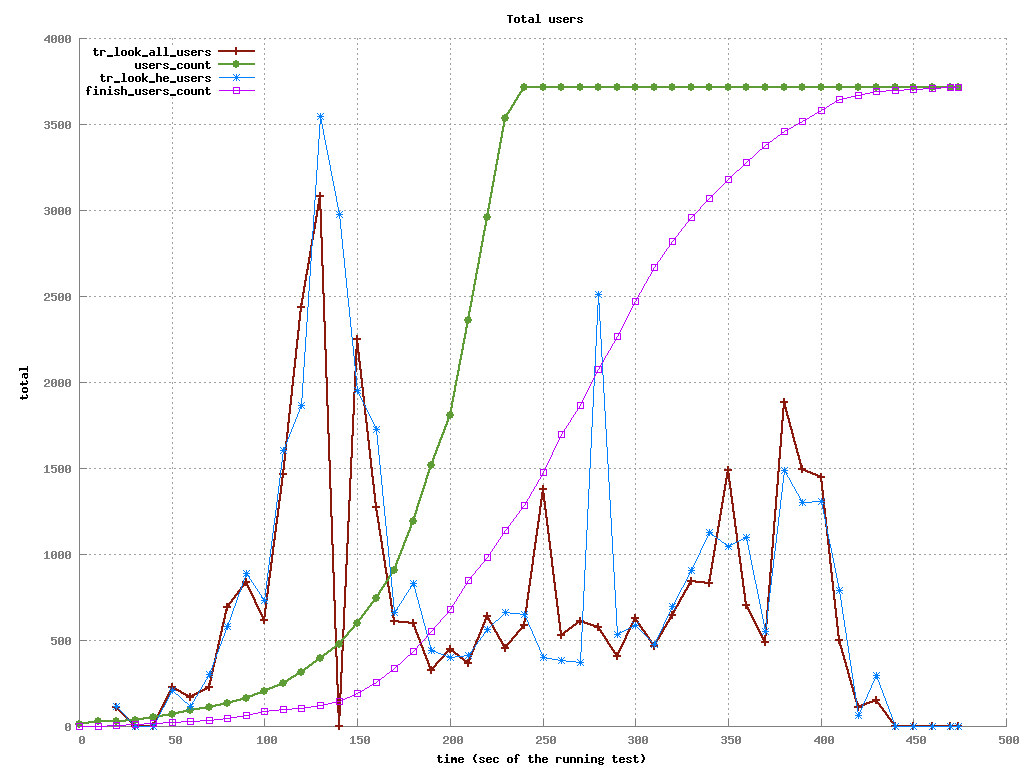 Total users
tr_look_all_users
users_count
tr_look_he_users
finish_users_count
4000
3500
3000
2500
2000
1500
1000
500
0
total
0 50 100 150 200 250 300 350 400 450 500
time (sec of the running test)